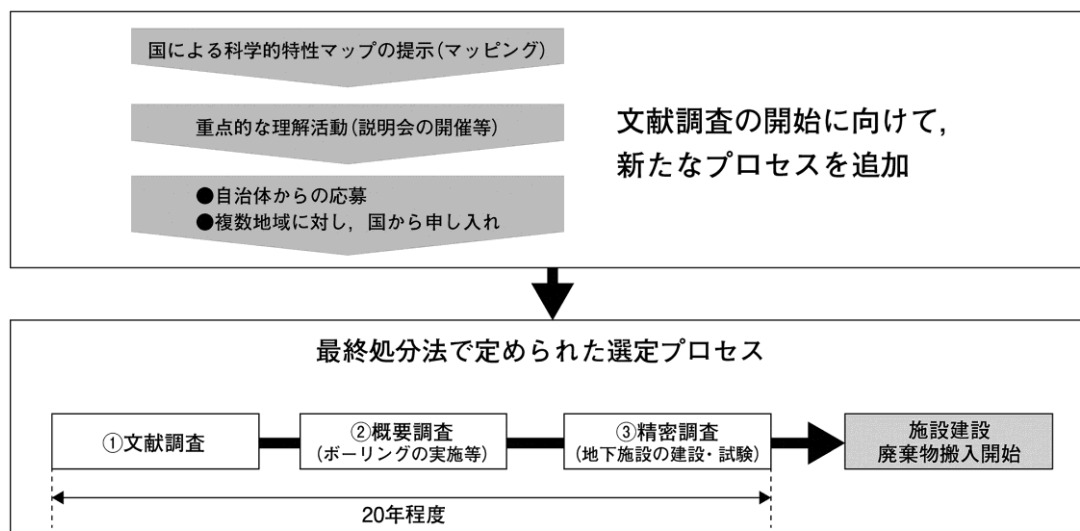 国による科学的特性マップの提示(マッピング)
重点的な理解活動(説明会の開催等)
●自治体からの応募
●複数地域に対し，国から申し入れ
文献調査の開始に向けて，
新たなプロセスを追加
最終処分法で定められた選定プロセス
①文献調査
②概要調査
(ボーリングの実施等)
③精密調査
(地下施設の建設・試験)
施設建設
廃棄物搬入開始
20年程度